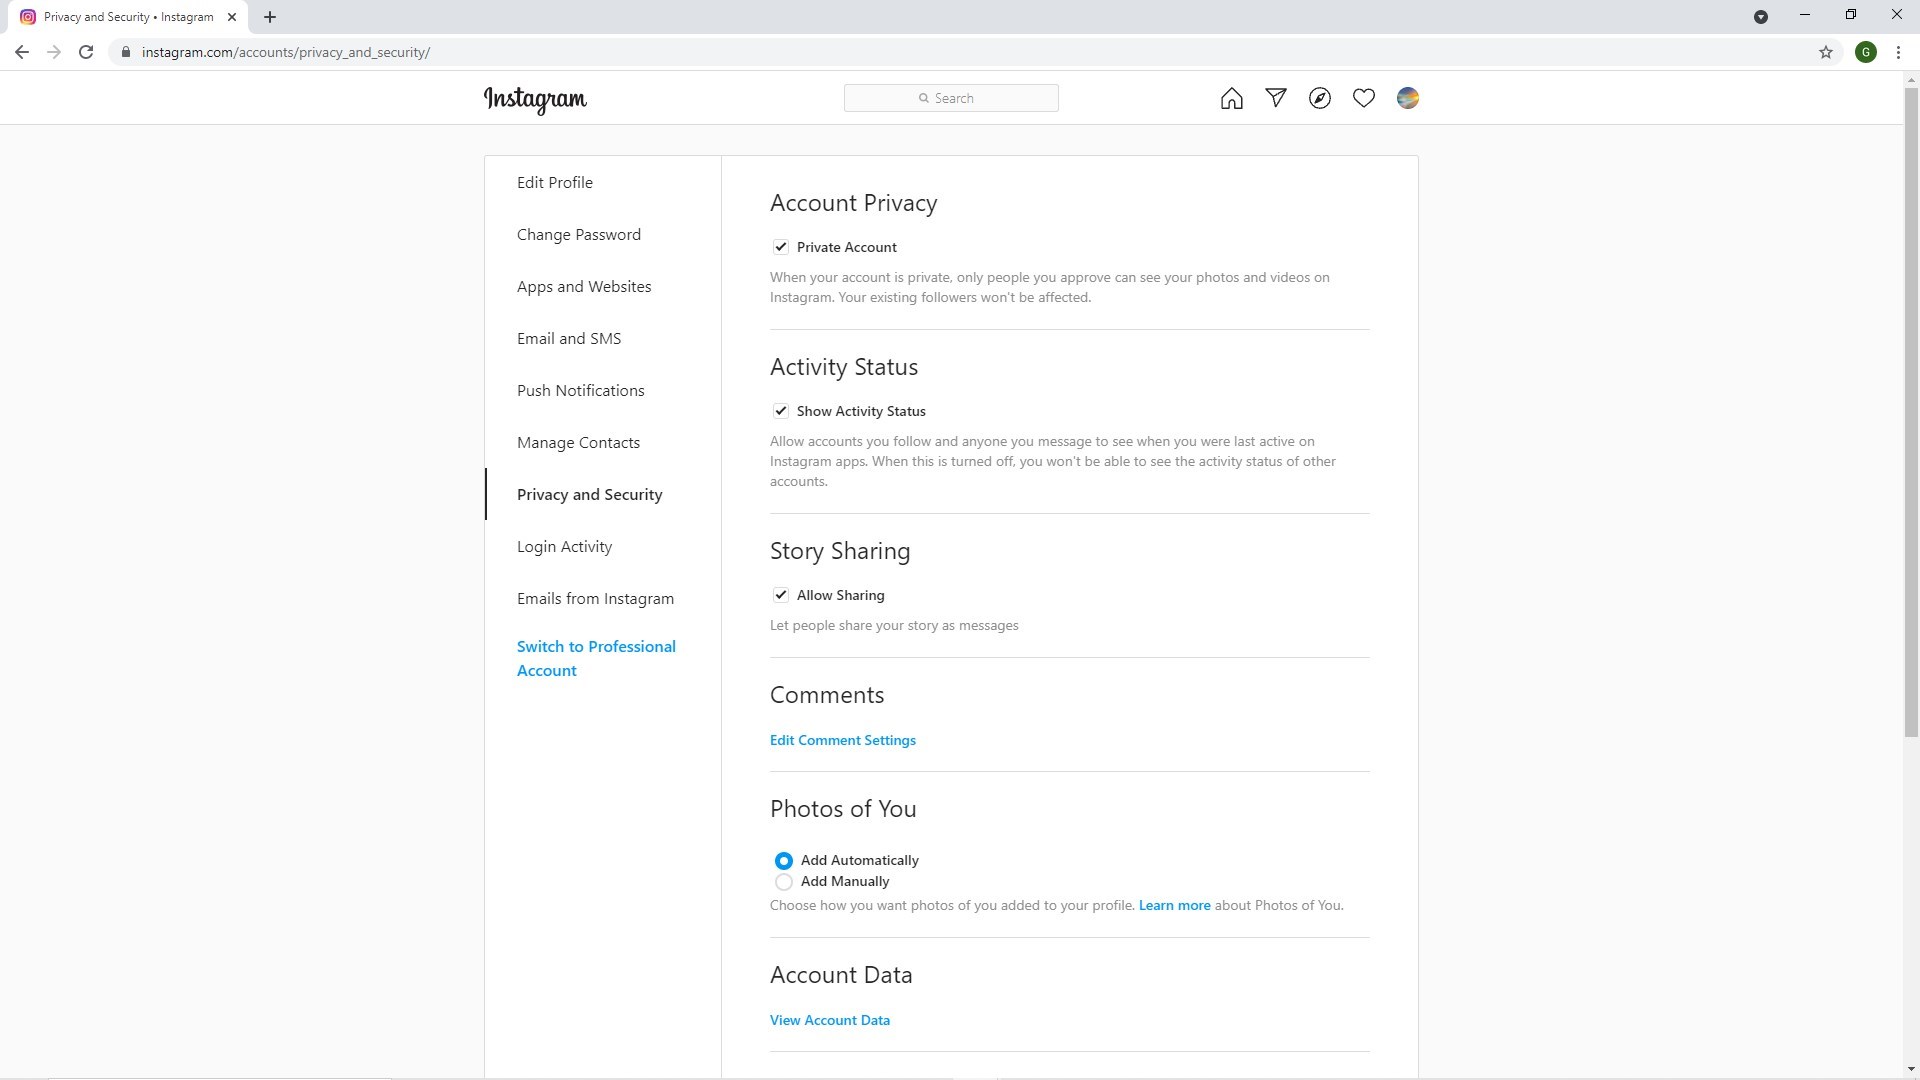 Privacy and Security • Instagram
instagram.com/accounts/privacy_and_security/
G
Instagram
Search
Edit Profile
Change Password
Apps and Websites
Email and SMS
Push Notifications
Manage Contacts
Privacy and Security
Login Activity
Emails from Instagram
Switch to Professional
Account
Account Privacy
Private Account
When your account is private, only people you approve can see your photos and videos on
Instagram. Your existing followers won't be affected.
Activity Status
Show Activity Status
Allow accounts you follow and anyone you message to see when you were last active on
Instagram apps. When this is turned off, you won't be able to see the activity status of other
accounts.
Story Sharing
Allow Sharing
Let people share your story as messages
Comments
Edit Comment Settings
Photos of You
Add Automatically
Add Manually
Choose how you want photos of you added to your profile. Learn more about Photos of You.
Account Data
View Account Data